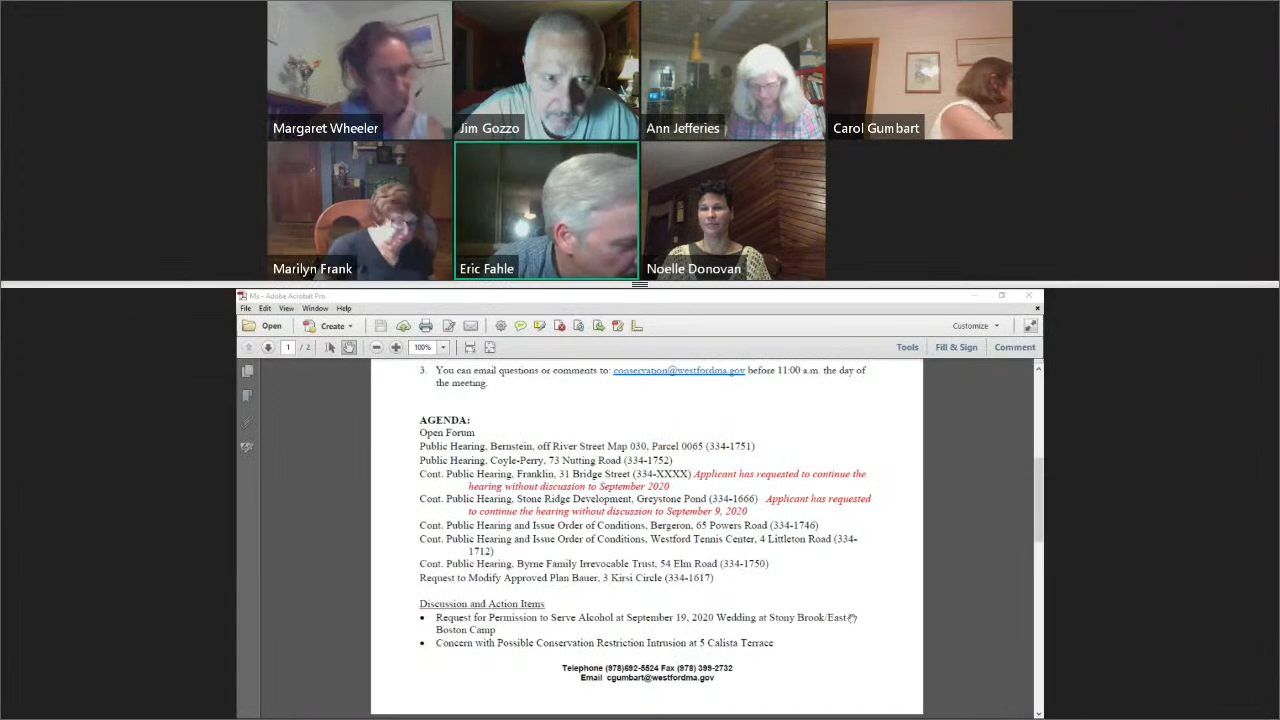 Margaret Wheeler
Jim Gozzo
Ann Jefferies
Carol Gumbart
Marilyn Frank
Eric Fahle
Noelle Donovan
Ms - Adobe Acrobat Pro
File Edit View Window Help
Open Create Customize
1 / 2 100% Tools Fill & Sign Comment
3. You can email questions or comments to: conservation@westfordma.gov before 11:00 a.m. the day of
the meeting.
AGENDA:
Open Forum
Public Hearing, Bernstein, off River Street Map 030, Parcel 0065 (334-1751)
Public Hearing, Coyle-Perry, 73 Nutting Road (334-1752)
Cont. Public Hearing, Franklin, 31 Bridge Street (334-XXXX) Applicant has requested to continue the
hearing without discussion to September 2020
Cont. Public Hearing, Stone Ridge Development, Greystone Pond (334-1666) Applicant has requested
to continue the hearing without discussion to September 9, 2020
Cont. Public Hearing and Issue Order of Conditions, Bergeron, 65 Powers Road (334-1746)
Cont. Public Hearing and Issue Order of Conditions, Westford Tennis Center, 4 Littleton Road (334-
1712)
Cont. Public Hearing, Byrne Family Irrevocable Trust, 54 Elm Road (334-1750)
Request to Modify Approved Plan Bauer, 3 Kirsi Circle (334-1617)
Discussion and Action Items
• Request for Permission to Serve Alcohol at September 19, 2020 Wedding at Stony Brook/East
Boston Camp
• Concern with Possible Conservation Restriction Intrusion at 5 Calista Terrace
Telephone (978)692-5524 Fax (978) 399-2732
Email cgumbart@westfordma.gov